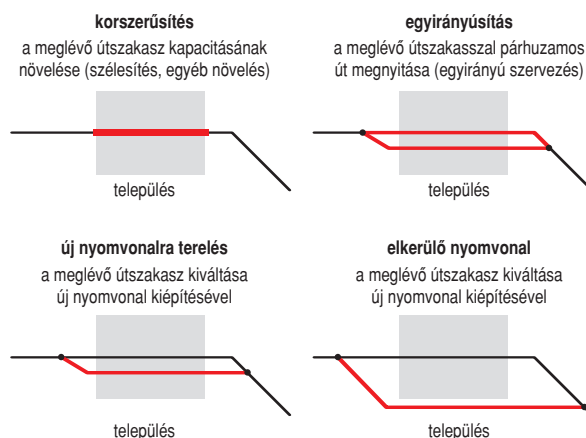 korszerűsítés
a meglévő útszakasz kapacitásának
növelése (szélesítés, egyéb növelés)
település
egyirányúsítás
a meglévő útszakasszal párhuzamos
út megnyitása (egyirányú szervezés)
település
új nyomvonalra terelés
a meglévő útszakasz kiváltása
új nyomvonal kiépítésével
település
elkerülő nyomvonal
a meglévő útszakasz kiváltása
új nyomvonal kiépítésével
település